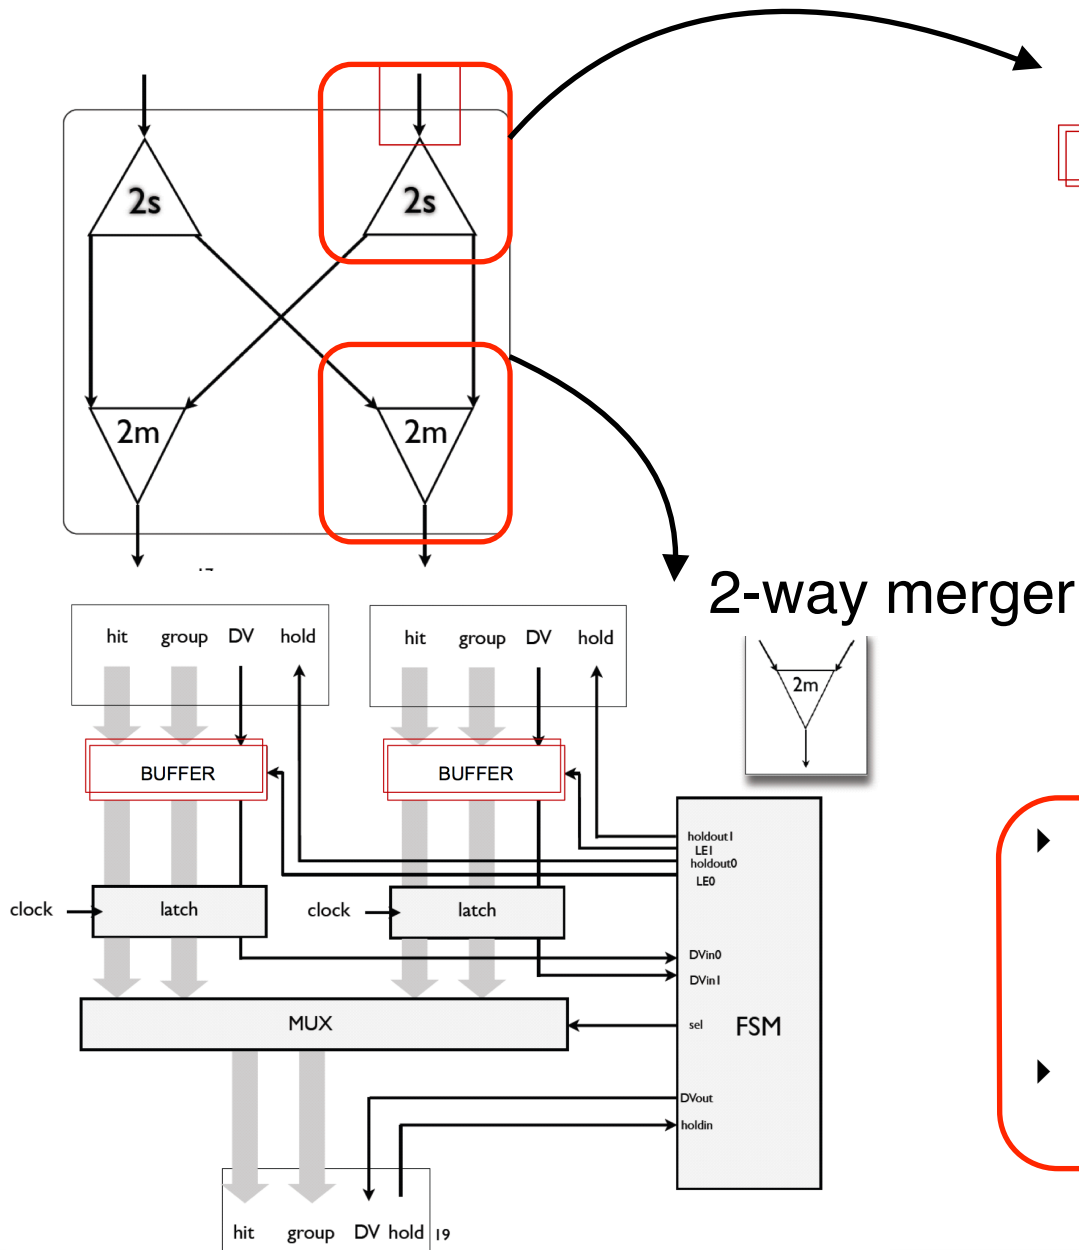 2s 2s
2m 2m
2-way merger
2m
hit group DV hold
hit group DV hold
BUFFER BUFFER
holdout1
LE1
holdout0
LE0
clock latch
clock latch
DVin0
DVin1
MUX
sel FSM
DVout
holdin
hit group DV hold 19